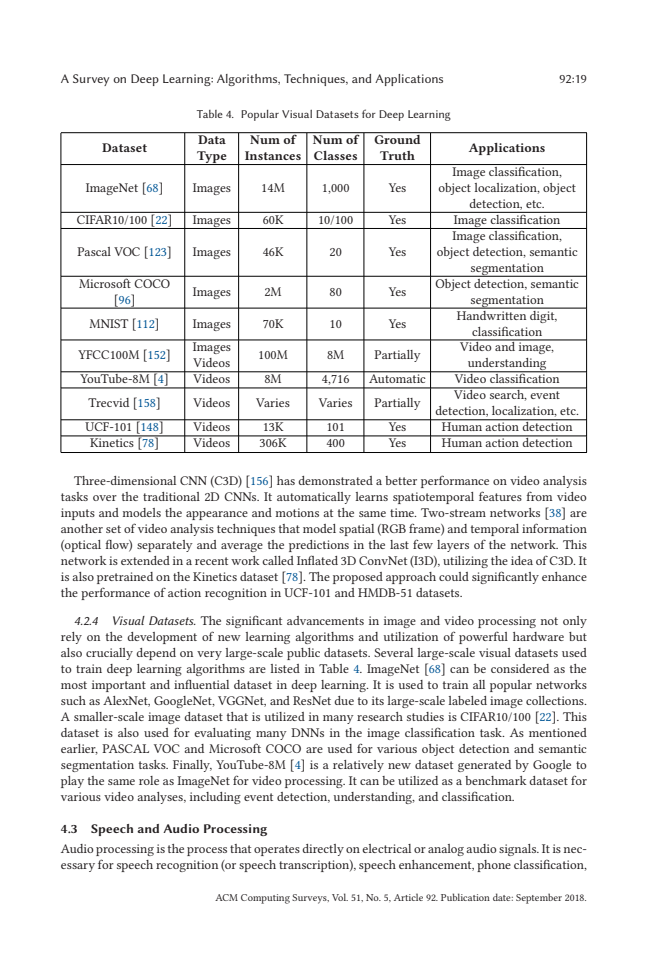 A Survey on Deep Learning: Algorithms, Techniques, and Applications 92:19
Table 4. Popular Visual Datasets for Deep Learning
Dataset Data Type Num of Instances Num of Classes Ground Truth Applications
ImageNet [68] Images 14M 1,000 Yes Image classification, object localization, object detection, etc.
CIFAR10/100 [22] Images 60K 10/100 Yes Image classification
Pascal VOC [123] Images 46K 20 Yes Image classification, object detection, semantic segmentation
Microsoft COCO [96] Images 2M 80 Yes Object detection, semantic segmentation
MNIST [112] Images 70K 10 Yes Handwritten digit, classification
YFCC100M [152] Images Videos 100M 8M Partially Video and image, understanding
YouTube-8M [4] Videos 8M 4,716 Automatic Video classification
Trecvid [158] Videos Varies Varies Partially Video search, event detection, localization, etc.
UCF-101 [148] Videos 13K 101 Yes Human action detection
Kinetics [78] Videos 306K 400 Yes Human action detection
Three-dimensional CNN (C3D) [156] has demonstrated a better performance on video analysis
tasks over the traditional 2D CNNs. It automatically learns spatiotemporal features from video
inputs and models the appearance and motions at the same time. Two-stream networks [38] are
another set of video analysis techniques that model spatial (RGB frame) and temporal information
(optical flow) separately and average the predictions in the last few layers of the network. This
network is extended in a recent work called Inflated 3D ConvNet (I3D), utilizing the idea of C3D. It
is also pretrained on the Kinetics dataset [78]. The proposed approach could significantly enhance
the performance of action recognition in UCF-101 and HMDB-51 datasets.
4.2.4 Visual Datasets. The significant advancements in image and video processing not only
rely on the development of new learning algorithms and utilization of powerful hardware but
also crucially depend on very large-scale public datasets. Several large-scale visual datasets used
to train deep learning algorithms are listed in Table 4. ImageNet [68] can be considered as the
most important and influential dataset in deep learning. It is used to train all popular networks
such as AlexNet, GoogleNet, VGGNet, and ResNet due to its large-scale labeled image collections.
A smaller-scale image dataset that is utilized in many research studies is CIFAR10/100 [22]. This
dataset is also used for evaluating many DNNs in the image classification task. As mentioned
earlier, PASCAL VOC and Microsoft COCO are used for various object detection and semantic
segmentation tasks. Finally, YouTube-8M [4] is a relatively new dataset generated by Google to
play the same role as ImageNet for video processing. It can be utilized as a benchmark dataset for
various video analyses, including event detection, understanding, and classification.
4.3 Speech and Audio Processing
Audio processing is the process that operates directly on electrical or analog audio signals. It is nec-
essary for speech recognition (or speech transcription), speech enhancement, phone classification,
ACM Computing Surveys, Vol. 51, No. 5, Article 92. Publication date: September 2018.